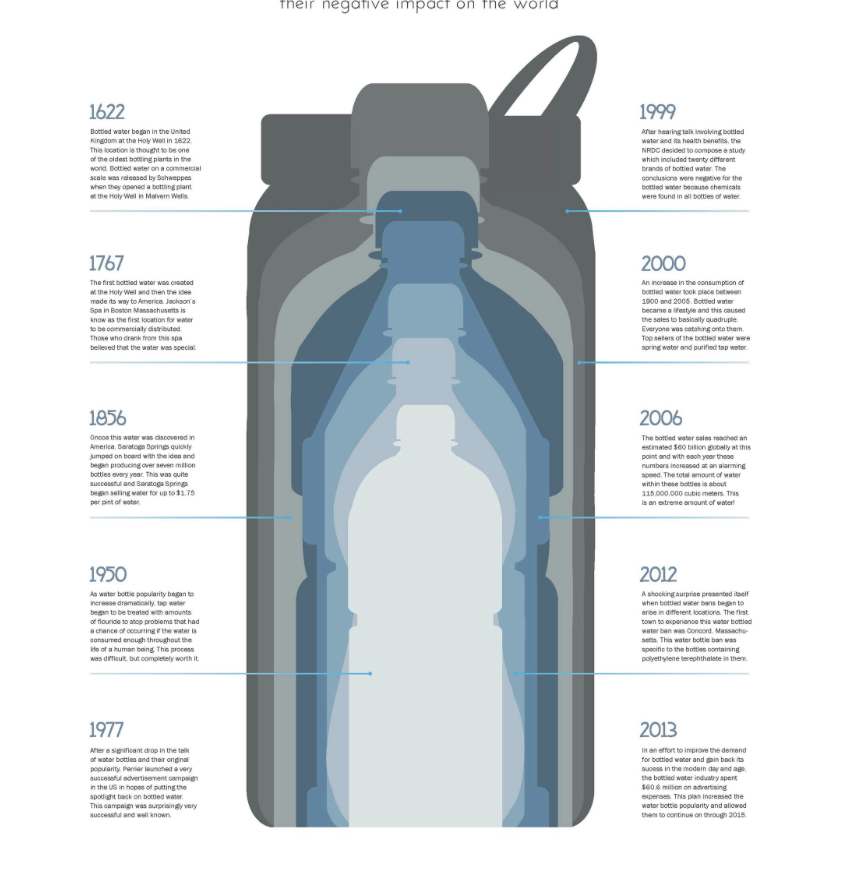 their negative impact on the world
1622
Bottled water began in the United
Kingdom at the Holy Well in 1622.
This location is thought to be one
of the oldest bottling plants in the
world. Bottled water on a commercial
scale was released by Schweppes
when they opened a bottling plant
at the Holy Well in Malvern Wells.
1767
The first bottled water was created
at the Holy Well and then the idea
made its way to America. Jackson's
Spa in Boston Massachusetts is
know as the first location for water
to be commercially distributed.
Those who drank from this spa
believed that the water was special.
1856
Oncoe this water was discovered in
America, Saratoga Springs quickly
jumped on board with the idea and
began producing over seven million
bottles every year. This was quite
successful and Saratoga Springs
began selling water for up to $1.75
per pint of water.
1950
As water bottle popularity began to
increase dramatically, tap water
began to be treated with amounts
of flouride to stop problems that had
a chance of occurring if the water is
consumed enough throughout the
life of a human being. This process
was difficult, but completely worth it.
1977
After a significant drop in the talk
of water bottles and their original
popularity, Perrier launched a very
successful advertisement campaign
in the US in hopes of putting the
spotlight back on bottled water.
This campaign was surprisingly very
successful and well known.
1999
After hearing talk involving bottled
water and its health benefits, the
NRDC decided to compose a study
which included twenty different
brands of bottled water. The
conclusions were negative for the
bottled water because chemicals
were found in all bottles of water.
2000
An increase in the consumption of
bottled water took place between
1900 and 2005. Bottled water
became a lifestyle and this caused
the sales to basically quadruple.
Everyone was catching onto them.
Top sellers of the bottled water were
spring water and purified tap water.
2006
The bottled water sales reached an
estimated $60 billion globally at this
point and with each year these
numbers increased at an alarming
speed. The total amount of water
within these bottles is about
115,000,000 cubic meters. This
is an extreme amount of water!
2012
A shocking surprise presented itself
when bottled water bans began to
arise in different locations. The first
town to experience this water bottled
water ban was Concord, Massachu-
setts. This water bottle ban was
specific to the bottles containing
polyethylene terephthalate in them.
2013
In an effort to improve the demand
for bottled water and gain back its
sucess in the modern day and age,
the bottled water industry spent
$60.6 million on advertising
expenses. This plan increased the
water bottle popularity and allowed
them to continue on through 2015.